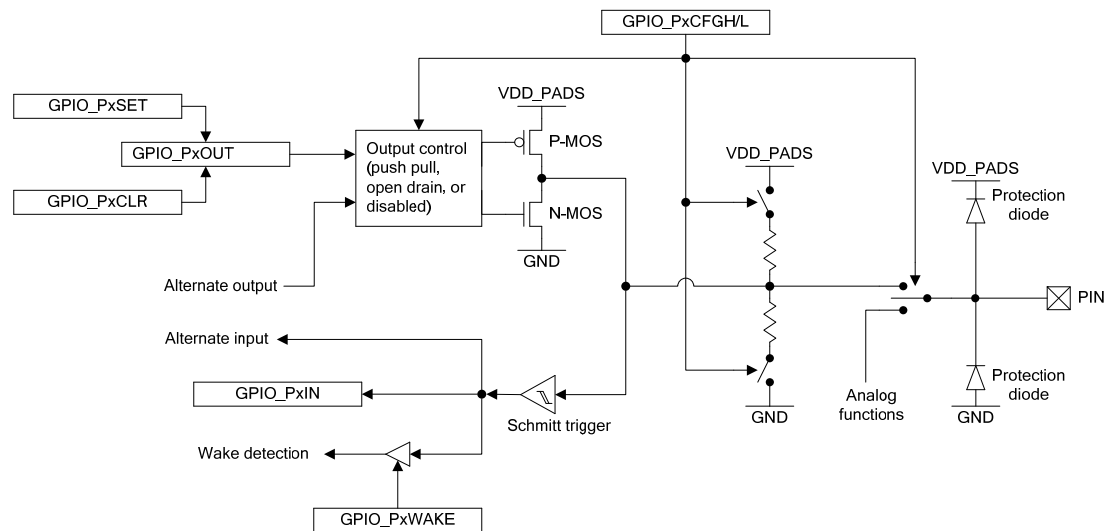 GPIO_PxCFGH/L
GPIO_PxSET
GPIO_PxOUT
GPIO_PxCLR
Output control
(push pull,
open drain, or
disabled)
VDD_PADS
P-MOS
N-MOS
GND
VDD_PADS
GND
VDD_PADS
Protection
diode
PIN
Protection
diode
GND
Analog
functions
Alternate output
Alternate input
GPIO_PxIN
Schmitt trigger
Wake detection
GPIO_PxWAKE